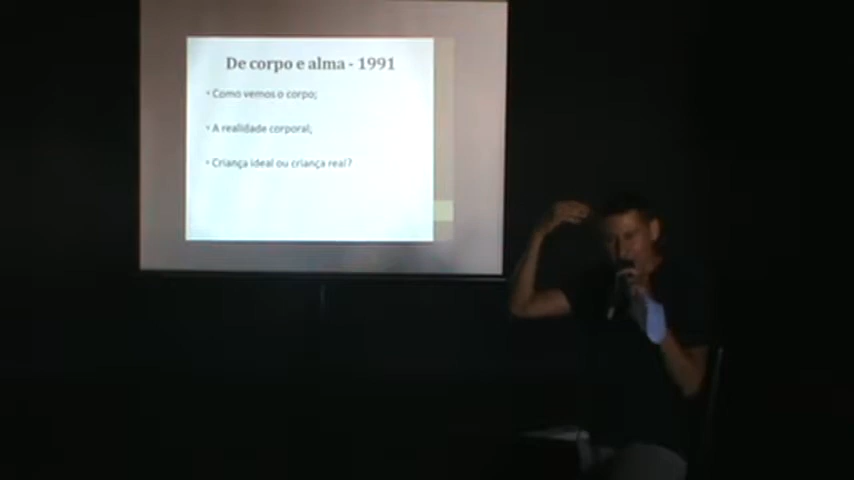 De corpo e alma - 1991
• Como vemos o corpo;
• A realidade corporal;
• Criança ideal ou criança real?